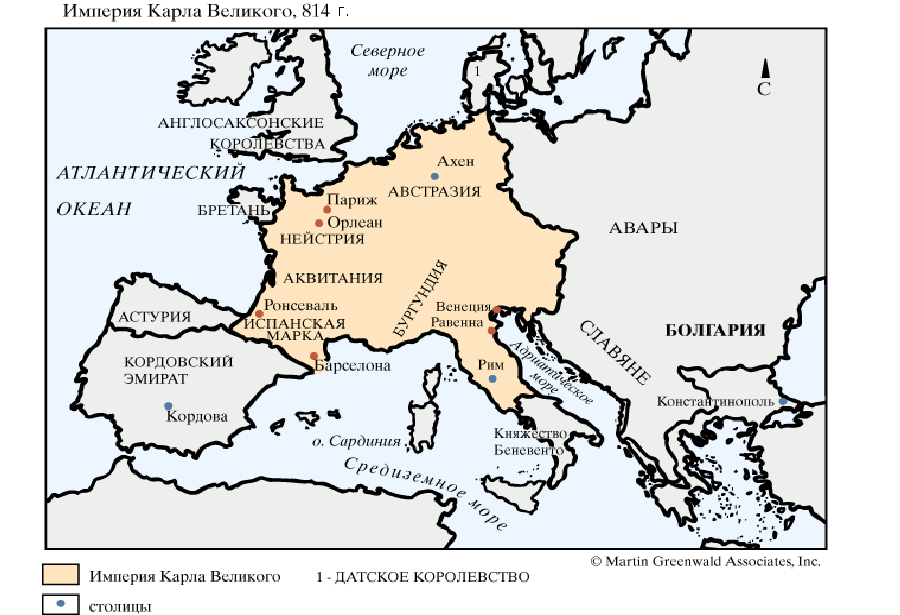 Империя Карла Великого, 814 г.
Северное
море
1
С
АНГЛОСАКСОНСКИЕ
КОРОЛЕВСТВА
АТЛАНТИЧЕСКИЙ
ОКЕАН
Ахен
АВСТРАЗИЯ
Париж
БРЕТАНЬ
Орлеан
НЕЙСТРИЯ
АВАРЫ
АКВИТАНИЯ
БУРГУНДИЯ
Ронсеваль
Венеция
АСТУРИЯ
ИСПАНСКАЯ
МАРКА
Равенна
СЛАВЯНЕ
БОЛГАРИЯ
КОРДОВСКИЙ
ЭМИРАТ
Барселона
Рим
Адриатическое
море
Константинополь
Кордова
о. Сардиния
Княжество
Беневенто
Средиземное море
© Martin Greenwald Associates, Inc.
Империя Карла Великого
1 - ДАТСКОЕ КОРОЛЕВСТВО
столицы